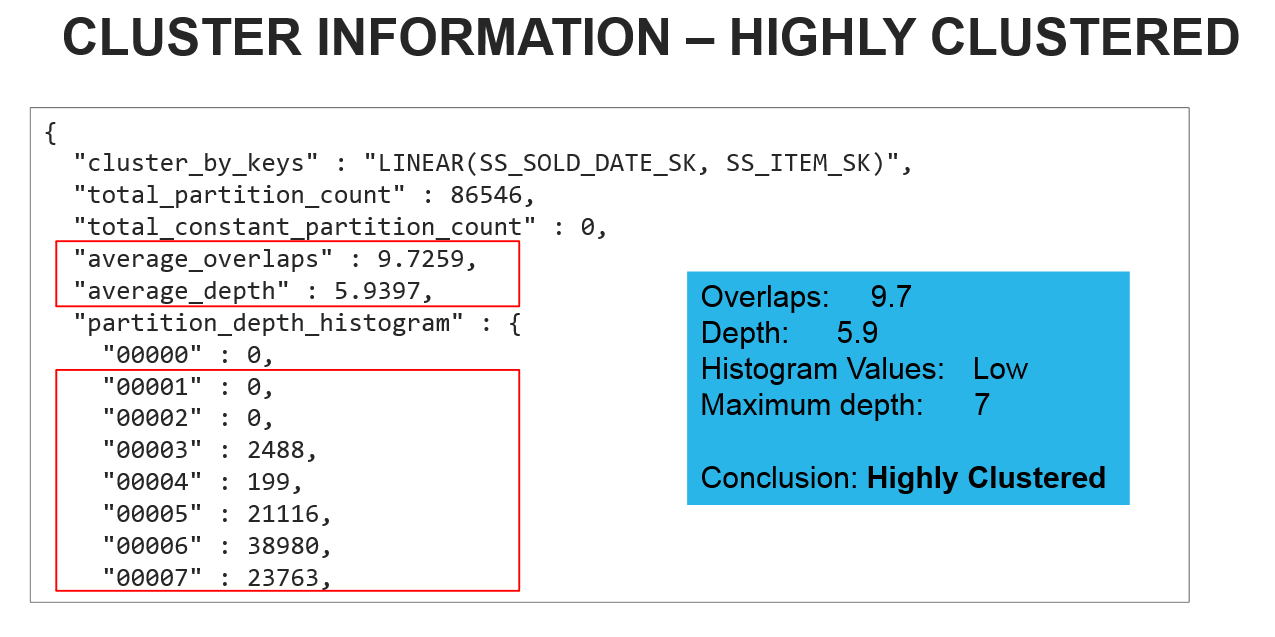 CLUSTER INFORMATION – HIGHLY CLUSTERED
{
"cluster_by_keys" : "LINEAR(SS_SOLD_DATE_SK, SS_ITEM_SK)",
"total_partition_count" : 86546,
"total_constant_partition_count" : 0,
"average_overlaps" : 9.7259,
"average_depth" : 5.9397,
"partition_depth_histogram" : {
"00000" : 0,
"00001" : 0,
"00002" : 0,
"00003" : 2488,
"00004" : 199,
"00005" : 21116,
"00006" : 38980,
"00007" : 23763,
Overlaps: 9.7
Depth: 5.9
Histogram Values: Low
Maximum depth: 7
Conclusion: Highly Clustered